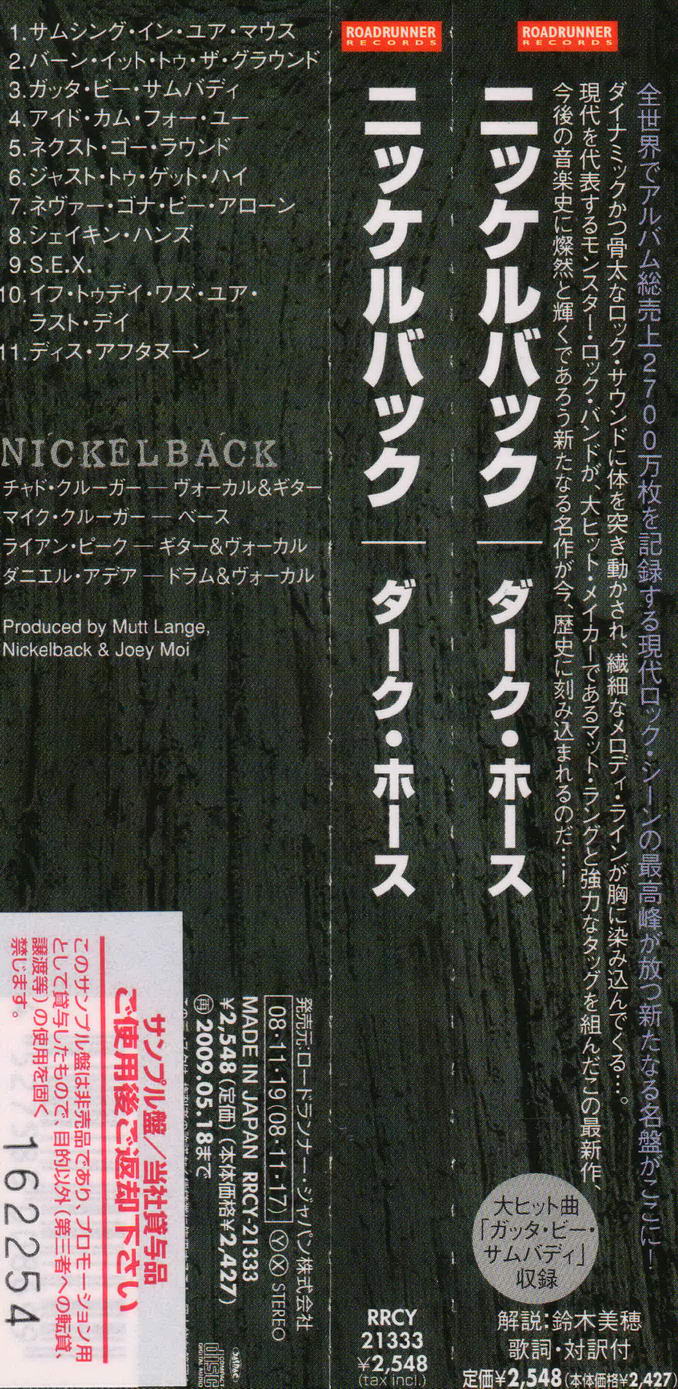 1.サムシング・イン・ユア・マウス
2.バーン・イット・トゥ・ザ・グラウンド
3.ガッタ・ビー・サムバディ
4.アイド・カム・フォー・ユー
5.ネクスト・ゴー・ラウンド
6.ジャスト・トゥ・ゲット・ハイ
7.ネヴァー・ゴナ・ビー・アローン
8.シェイキン・ハンズ
9.S.E.X.
10.イフ・トゥデイ・ワズ・ユア・
ラスト・デイ
11.ディス・アフタヌーン
NICKELBACK
チャド・クルーガー ― ヴォーカル&ギター
マイク・クルーガー ― ベース
ライアン・ピーク ― ギター&ヴォーカル
ダニエル・アデア ― ドラム&ヴォーカル
Produced by Mutt Lange,
Nickelback & Joey Moi
発売元・ロードランナー・ジャパン株式会社
08・11・19(08・11・17) Ⓨ Ⓧ STEREO
MADE IN JAPAN RRCY-21333
¥2,548(定価)(本体価格¥2,427)
㊖2009.05.18まで
COMPACT
disc
DIGITAL AUDIO
サンプル盤/当社貸与品
ご使用後ご返却下さい
このサンプル盤は非売品であり、プロモーション用
として貸与したもので、目的以外(第三者への転貸、
譲渡等)の使用を固く
禁じます。
162254
ROADRUNNER
RECORDS
ニッケルバック ― ダーク・ホース
RRCY
21333
¥2,548
(tax incl.)
ROADRUNNER
RECORDS
全世界でアルバム総売上2700万枚を記録する現代ロック・シーンの最高峰が放つ新たなる名盤がここに!
ダイナミックかつ骨太なロック・サウンドに体を突き動かされ、繊細なメロディ・ラインが胸に染み込んでくる…。
現代を代表するモンスター・ロック・バンドが、大ヒット・メイカーであるマット・ラングと強力なタッグを組んだこの最新作、
今後の音楽史に燦然と輝くであろう新たなる名作が今、歴史に刻み込まれるのだ…!
ニッケルバック ― ダーク・ホース
大ヒット曲
「ガッタ・ビー・
サムバディ」
収録
解説:鈴木美穂
歌詞・対訳付
定価¥2,548(本体価格¥2,427)